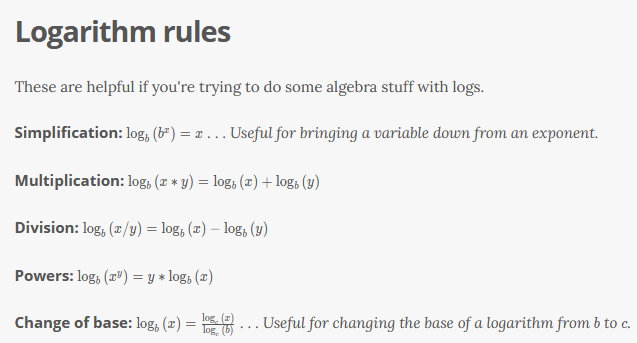 Logarithm rules
These are helpful if you're trying to do some algebra stuff with logs.
Simplification: log_b (b^x) = x ... Useful for bringing a variable down from an exponent.
Multiplication: log_b (x * y) = log_b (x) + log_b (y)
Division: log_b (x/y) = log_b (x) − log_b (y)
Powers: log_b (x^y) = y * log_b (x)
Change of base: log_b (x) = \frac{log_c (x)}{log_c (b)} ... Useful for changing the base of a logarithm from b to c.